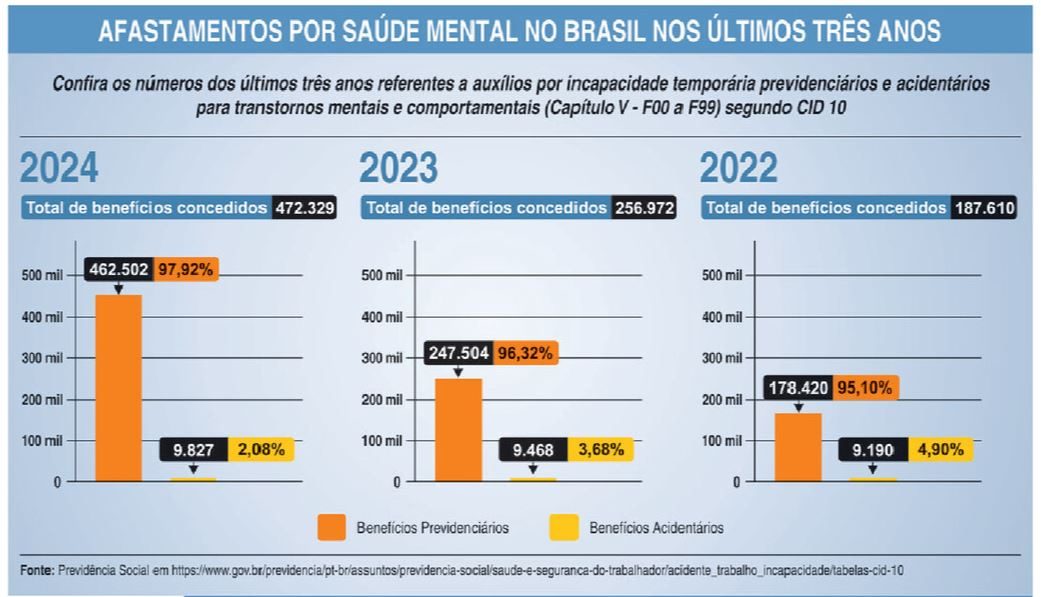 AFASTAMENTOS POR SAÚDE MENTAL NO BRASIL NOS ÚLTIMOS TRÊS ANOS
Confira os números dos últimos três anos referentes a auxílios por incapacidade temporária previdenciários e acidentários
para transtornos mentais e comportamentais (Capítulo V - F00 a F99) segundo CID 10
2024
Total de benefícios concedidos 472.329
500 mil
400 mil
300 mil
200 mil
100 mil
0
462.502 97,92%
9.827 2,08%
2023
Total de benefícios concedidos 256.972
500 mil
400 mil
300 mil
200 mil
100 mil
0
247.504 96,32%
9.468 3,68%
2022
Total de benefícios concedidos 187.610
500 mil
400 mil
300 mil
200 mil
100 mil
0
178.420 95,10%
9.190 4,90%
Benefícios Previdenciários
Benefícios Acidentários
Fonte: Previdência Social em https://www.gov.br/previdencia/pt-br/assuntos/previdencia-social/saude-e-seguranca-do-trabalhador/acidente_trabalho_incapacidade/tabelas-cid-10